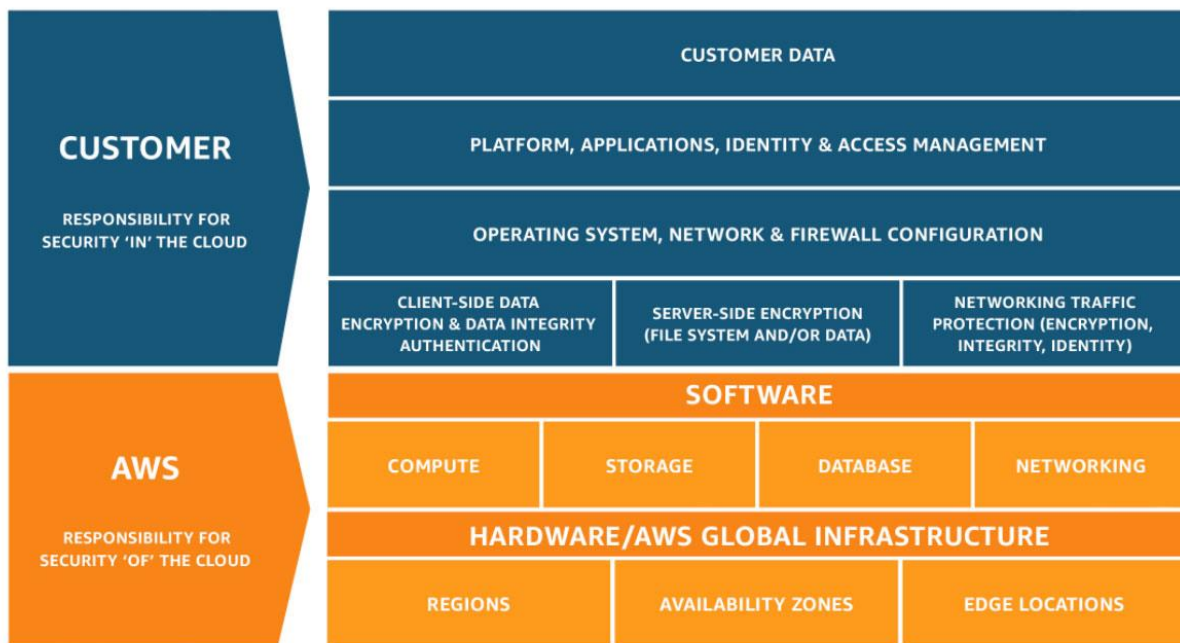 CUSTOMER DATA
PLATFORM, APPLICATIONS, IDENTITY & ACCESS MANAGEMENT
OPERATING SYSTEM, NETWORK & FIREWALL CONFIGURATION
CUSTOMER
RESPONSIBILITY FOR
SECURITY ‘IN’ THE CLOUD
CLIENT-SIDE DATA
ENCRYPTION & DATA INTEGRITY
AUTHENTICATION
SERVER-SIDE ENCRYPTION
(FILE SYSTEM AND/OR DATA)
NETWORKING TRAFFIC
PROTECTION (ENCRYPTION,
INTEGRITY, IDENTITY)
AWS
RESPONSIBILITY FOR
SECURITY ‘OF’ THE CLOUD
SOFTWARE
COMPUTE
STORAGE
DATABASE
NETWORKING
HARDWARE/AWS GLOBAL INFRASTRUCTURE
REGIONS
AVAILABILITY ZONES
EDGE LOCATIONS